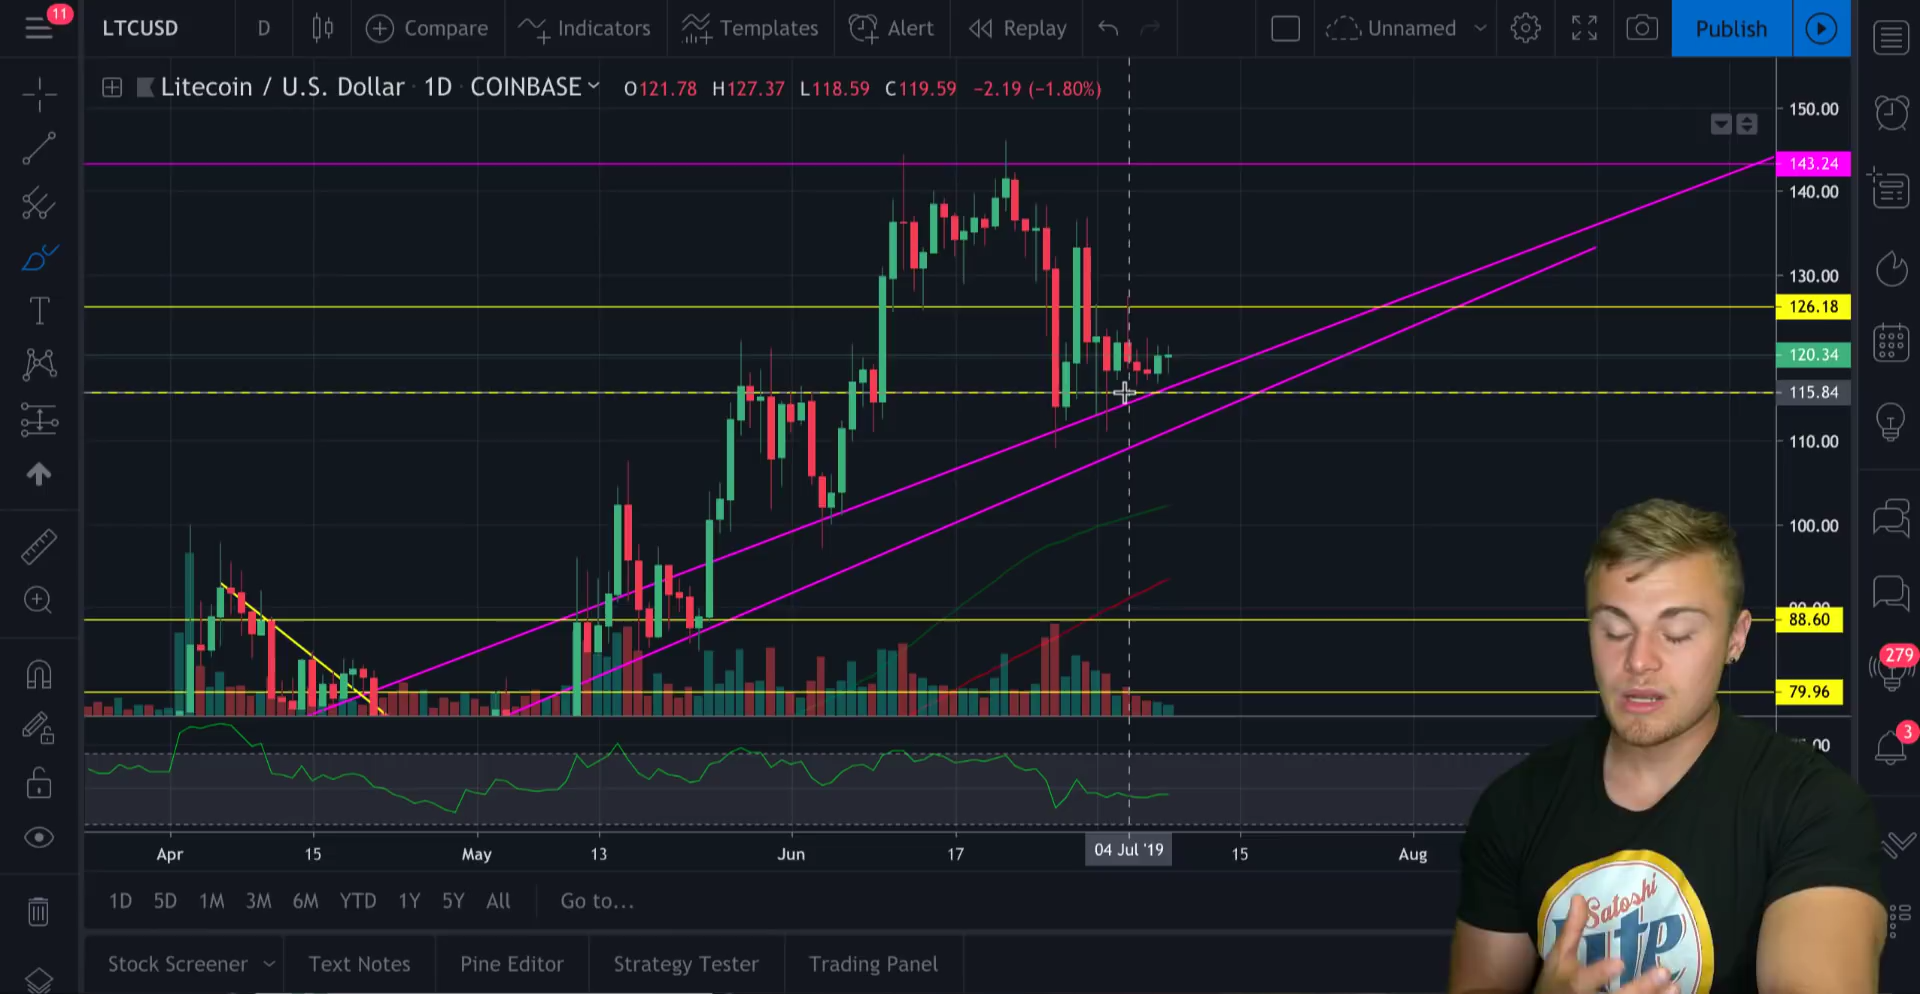 11
LTCUSD D Compare Indicators Templates Alert Replay Unnamed Publish
Litecoin / U.S. Dollar · 1D · COINBASE O121.78 H127.37 L118.59 C119.59 −2.19 (−1.80%)
150.00
143.24
140.00
130.00
126.18
120.34
115.84
110.00
100.00
88.60
279
79.96
3
Apr 15 May 13 Jun 17 04 Jul '19 15 Aug
1D 5D 1M 3M 6M YTD 1Y 5Y All Go to...
Satoshi
Lite
Stock Screener Text Notes Pine Editor Strategy Tester Trading Panel